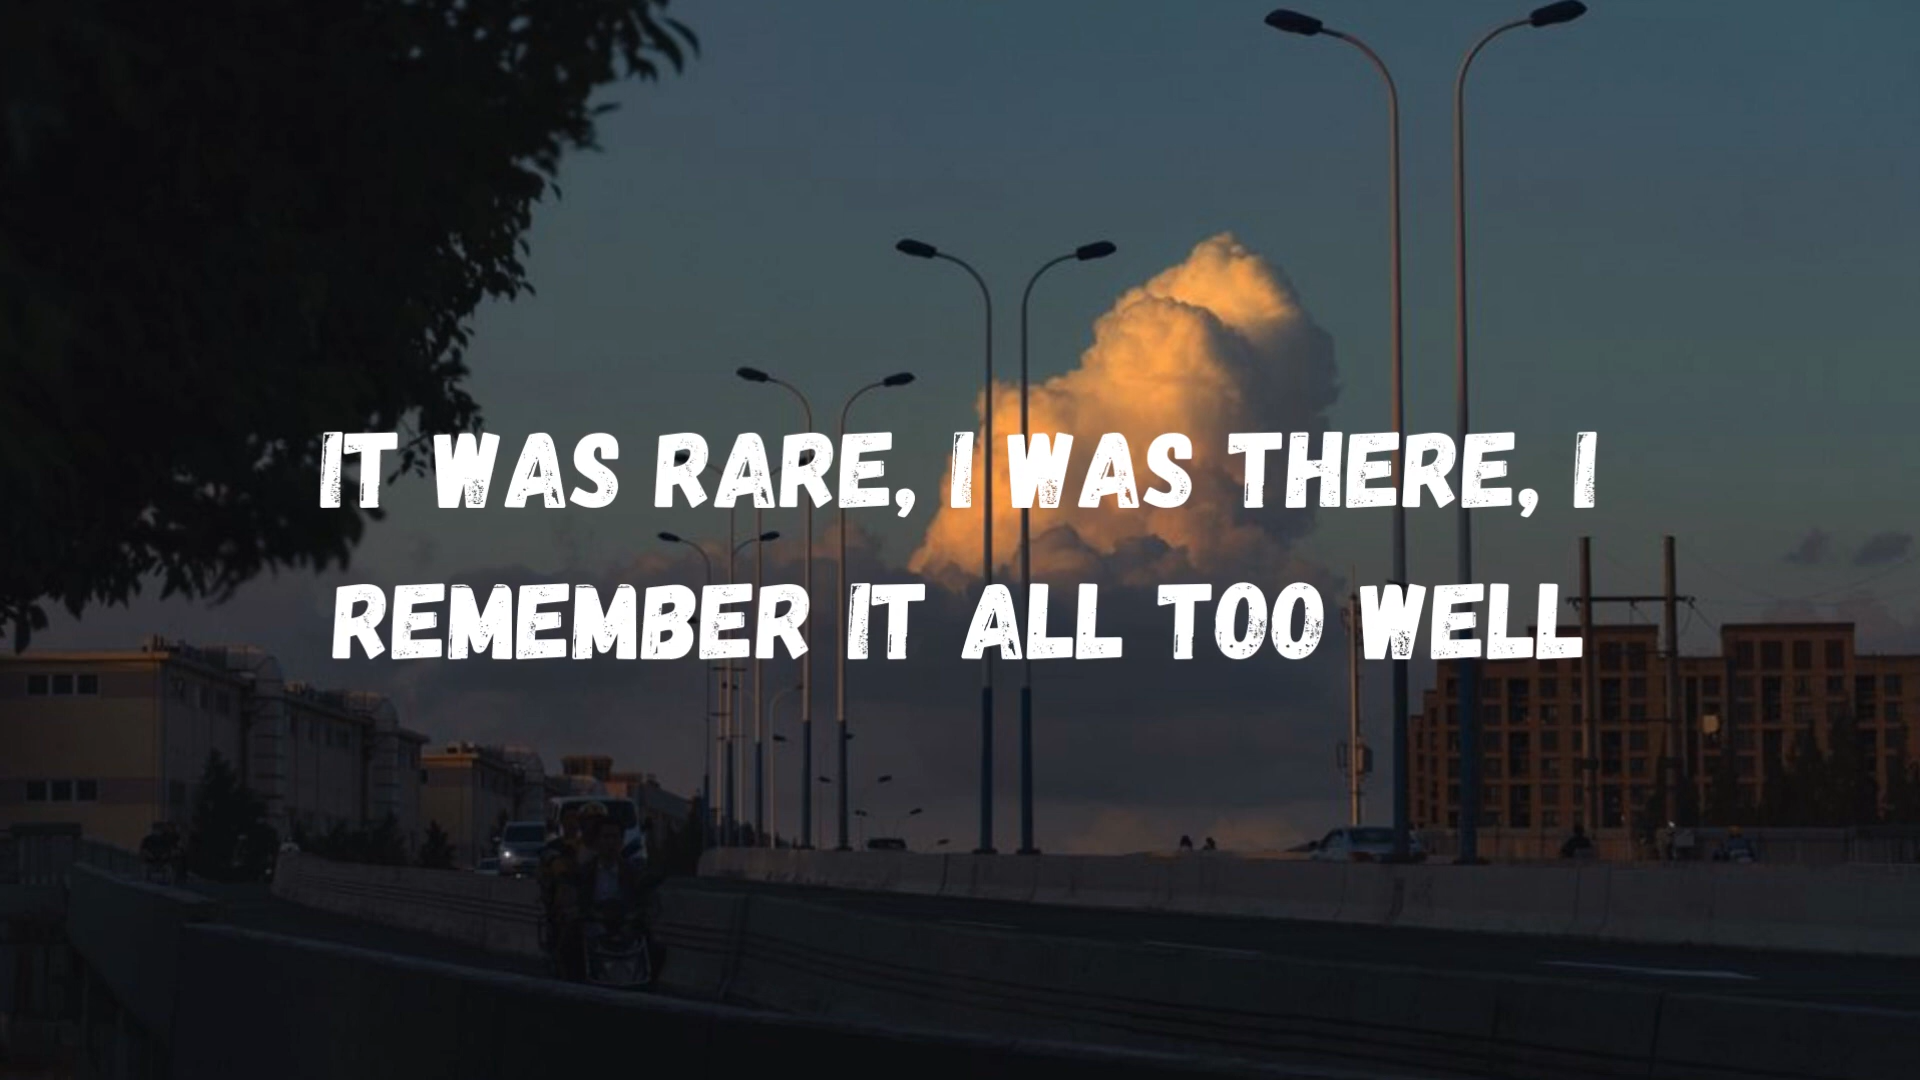 IT WAS RARE, I WAS THERE, I
REMEMBER IT ALL TOO WELL